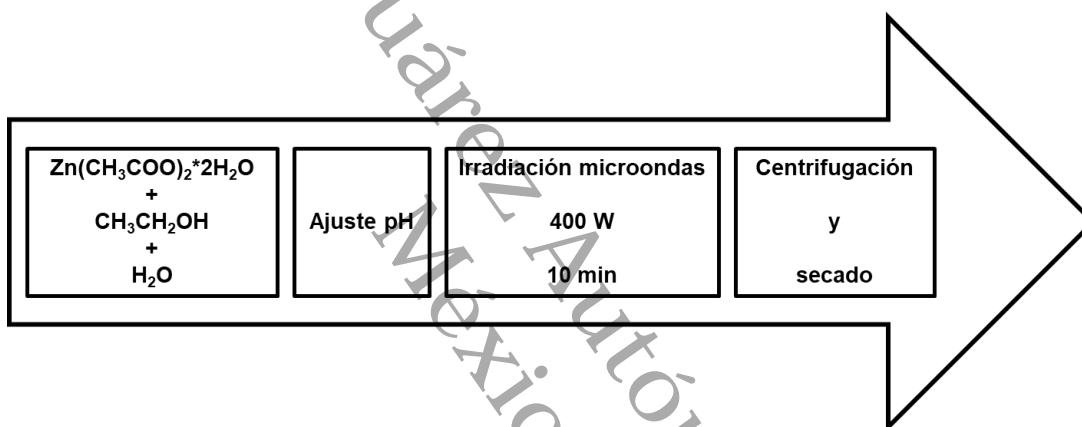 Zn(CH₃COO)₂*2H₂O
+
CH₃CH₂OH
+
H₂O
Ajuste pH
Irradiación microondas
400 W
10 min
Centrifugación
y
secado